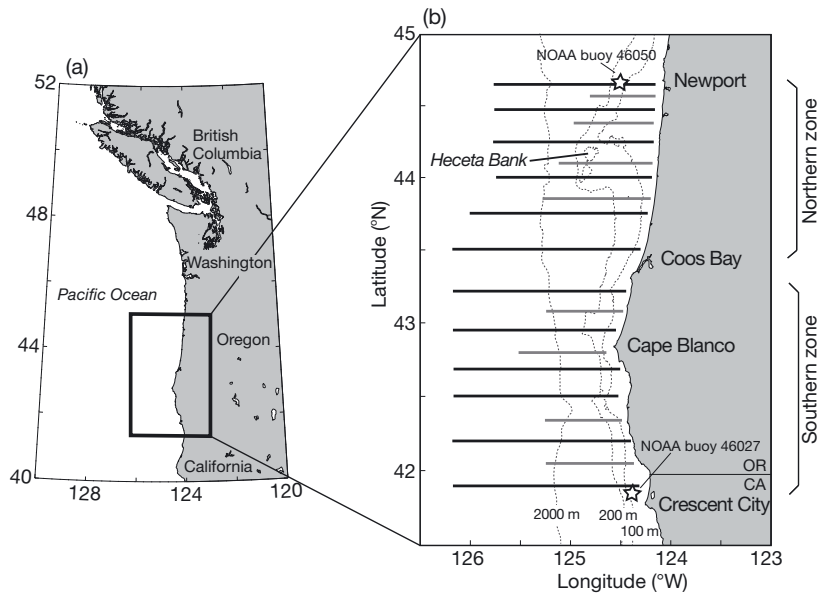 (a)
52
48
44
40
128
124
120
British
Columbia
Washington
Pacific Ocean
Oregon
California
(b)
45
44
43
42
Latitude (°N)
NOAA buoy 46050
Newport
Heceta Bank
Coos Bay
Cape Blanco
NOAA buoy 46027
OR
CA
Crescent City
2000 m
200 m
100 m
126
125
124
123
Longitude (°W)
Northern zone
Southern zone